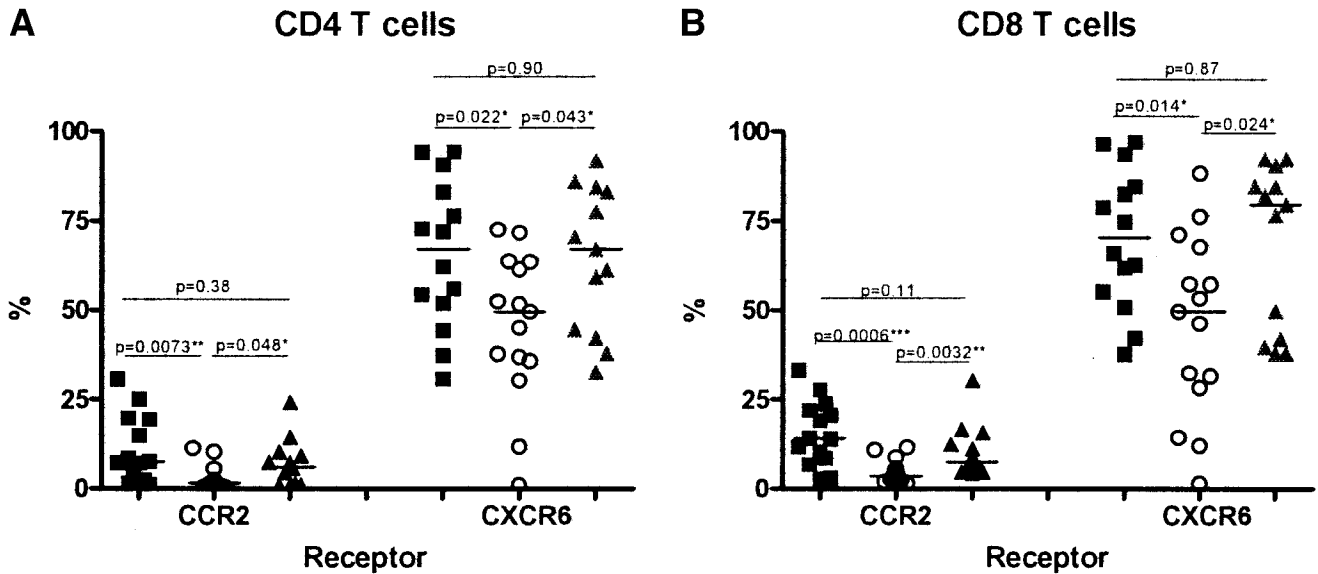 A
CD4 T cells
p=0.90
p=0.022* p=0.043*
100
75
50
25
0
%
p=0.38
p=0.0073** p=0.048*
CCR2
CXCR6
Receptor
B
CD8 T cells
p=0.87
p=0.014*
p=0.024*
100
75
50
25
0
%
p=0.11
p=0.0006***
p=0.0032**
CCR2
CXCR6
Receptor